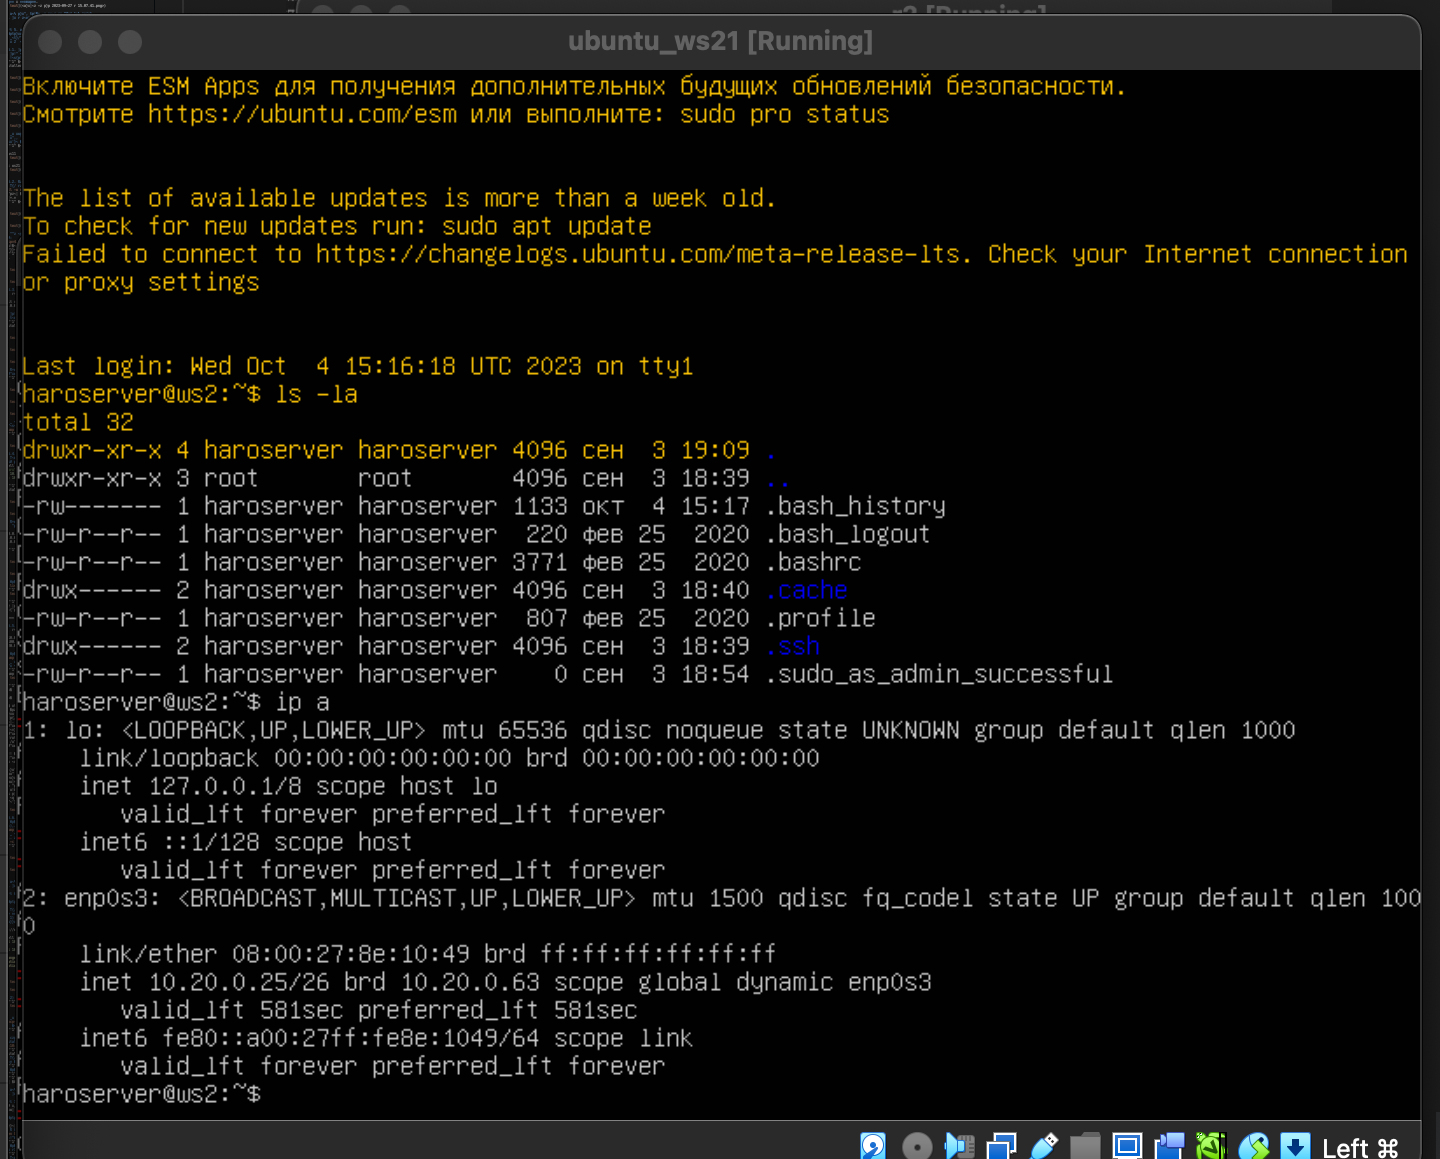 r2 [Running]
ubuntu_ws21 [Running]
Включите ESM Apps для получения дополнительных будущих обновлений безопасности.
Смотрите https://ubuntu.com/esm или выполните: sudo pro status
The list of available updates is more than a week old.
To check for new updates run: sudo apt update
Failed to connect to https://changelogs.ubuntu.com/meta-release-lts. Check your Internet connection
or proxy settings
Last login: Wed Oct  4 15:16:18 UTC 2023 on tty1
haroserver@ws2:~$ ls -la
total 32
drwxr-xr-x 4 haroserver haroserver 4096 сен  3 19:09 .
drwxr-xr-x 3 root       root       4096 сен  3 18:39 ..
-rw------- 1 haroserver haroserver 1133 окт  4 15:17 .bash_history
-rw-r--r-- 1 haroserver haroserver  220 фев 25  2020 .bash_logout
-rw-r--r-- 1 haroserver haroserver 3771 фев 25  2020 .bashrc
drwx------ 2 haroserver haroserver 4096 сен  3 18:40 .cache
-rw-r--r-- 1 haroserver haroserver  807 фев 25  2020 .profile
drwx------ 2 haroserver haroserver 4096 сен  3 18:39 .ssh
-rw-r--r-- 1 haroserver haroserver    0 сен  3 18:54 .sudo_as_admin_successful
haroserver@ws2:~$ ip a
1: lo: <LOOPBACK,UP,LOWER_UP> mtu 65536 qdisc noqueue state UNKNOWN group default qlen 1000
    link/loopback 00:00:00:00:00:00 brd 00:00:00:00:00:00
    inet 127.0.0.1/8 scope host lo
       valid_lft forever preferred_lft forever
    inet6 ::1/128 scope host
       valid_lft forever preferred_lft forever
2: enp0s3: <BROADCAST,MULTICAST,UP,LOWER_UP> mtu 1500 qdisc fq_codel state UP group default qlen 100
0
    link/ether 08:00:27:8e:10:49 brd ff:ff:ff:ff:ff:ff
    inet 10.20.0.25/26 brd 10.20.0.63 scope global dynamic enp0s3
       valid_lft 581sec preferred_lft 581sec
    inet6 fe80::a00:27ff:fe8e:1049/64 scope link
       valid_lft forever preferred_lft forever
haroserver@ws2:~$
Left ⌘